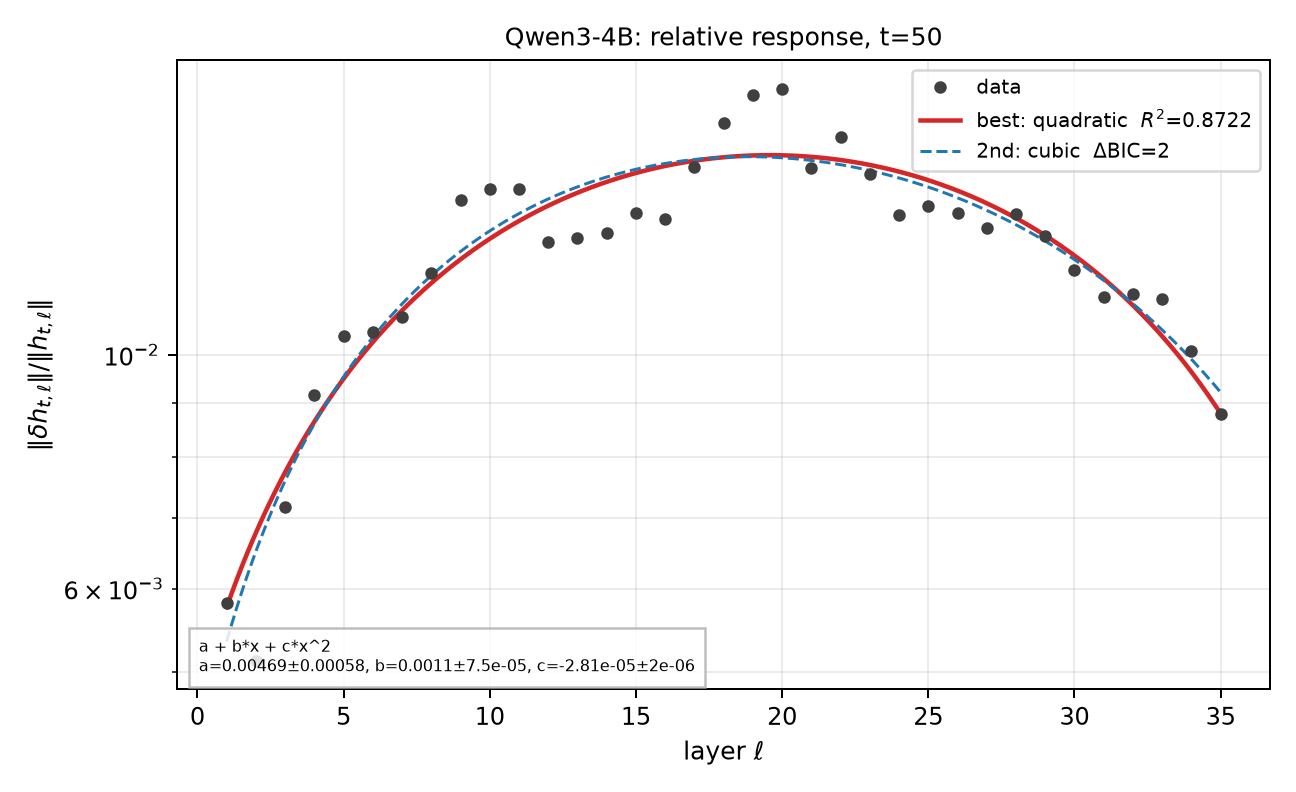 Qwen3-4B: relative response, t=50
data
best: quadratic R²=0.8722
2nd: cubic ΔBIC=2
‖δh_{t,ℓ}‖/‖h_{t,ℓ}‖
10⁻²
6 × 10⁻³
a + b*x + c*x^2
a=0.00469±0.00058, b=0.0011±7.5e-05, c=-2.81e-05±2e-06
0 5 10 15 20 25 30 35
layer ℓ